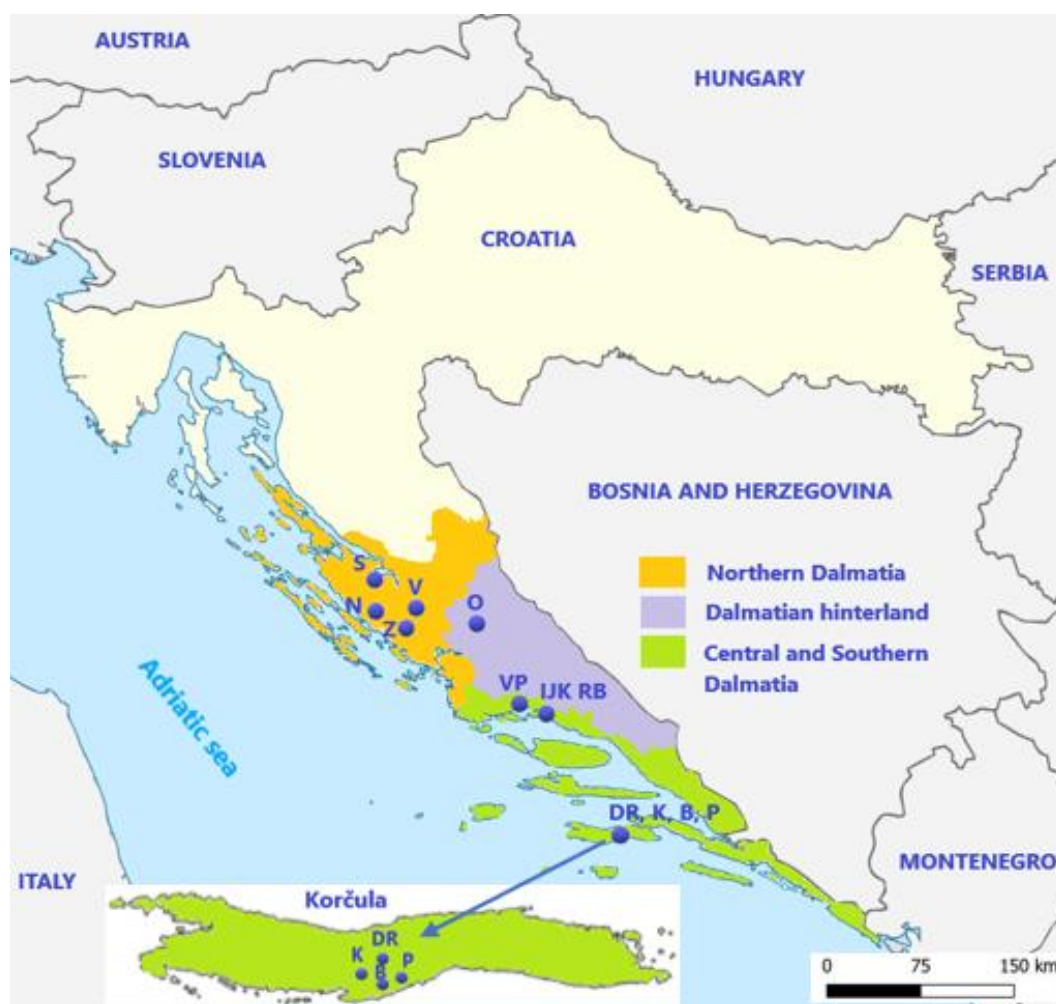 AUSTRIA
HUNGARY
SLOVENIA
CROATIA
SERBIA
BOSNIA AND HERZEGOVINA
Northern Dalmatia
Dalmatian hinterland
Central and Southern
Dalmatia
S
V
N
O
Z
VP
IJK RB
Adriatic sea
DR, K, B, P
MONTENEGRO
ITALY
Korčula
DR
K
P
B
0
75
150 km